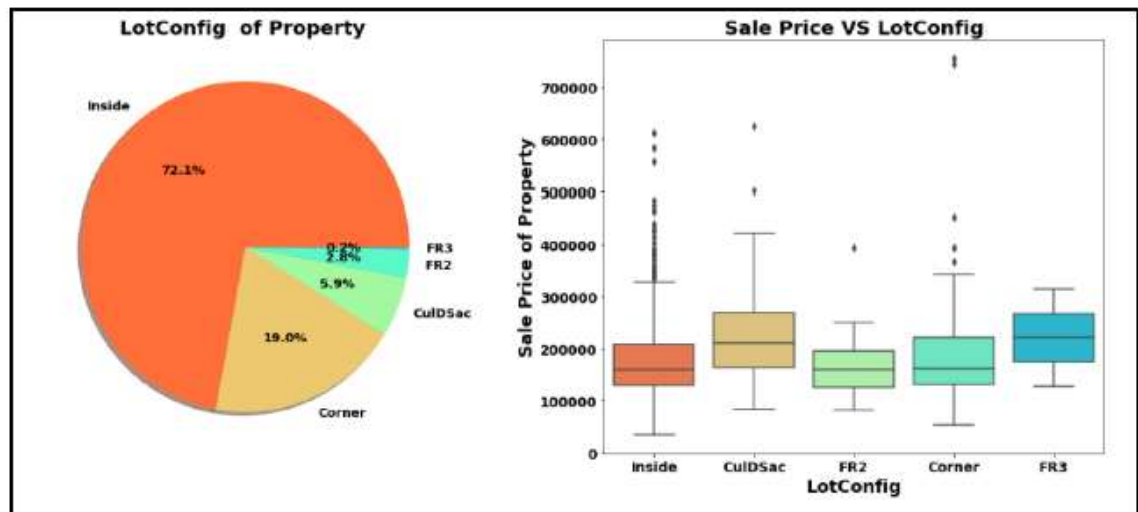 LotConfig of Property
Inside
72.1%
0.2%
FR3
2.8%
FR2
5.9%
CulDSac
19.0%
Corner
Sale Price VS LotConfig
Sale Price of Property
700000
600000
500000
400000
300000
200000
100000
0
Inside CulDSac FR2 Corner FR3
LotConfig